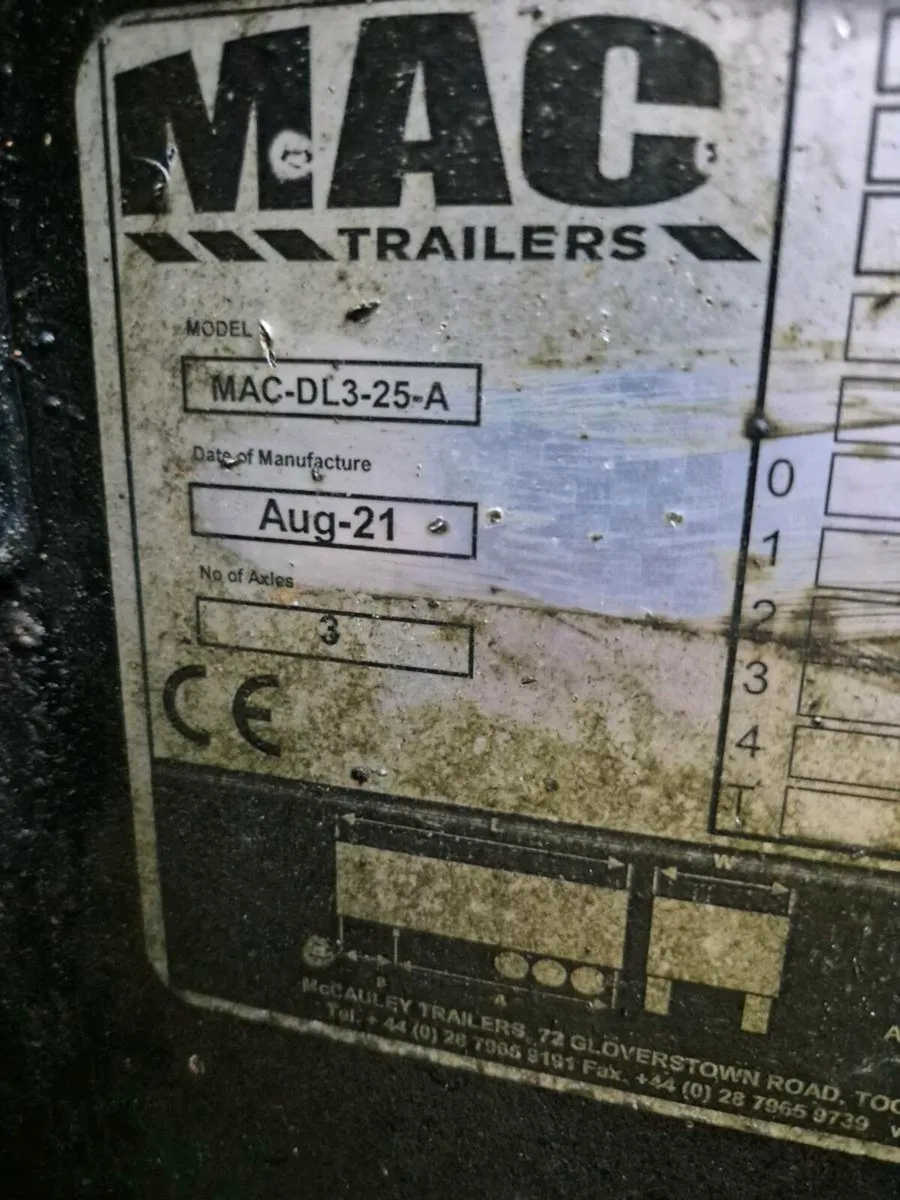 MAC
TRAILERS
MODEL
MAC-DL3-25-A
Date of Manufacture
Aug-21
No of Axles
3
CE
0
1
2
3
4
T
L
W
B
A
McCAULEY TRAILERS, 72 GLOVERSTOWN ROAD, TOO
Tel. + 44 (0) 28 7965 9191 Fax. +44 (0) 28 7965 9739